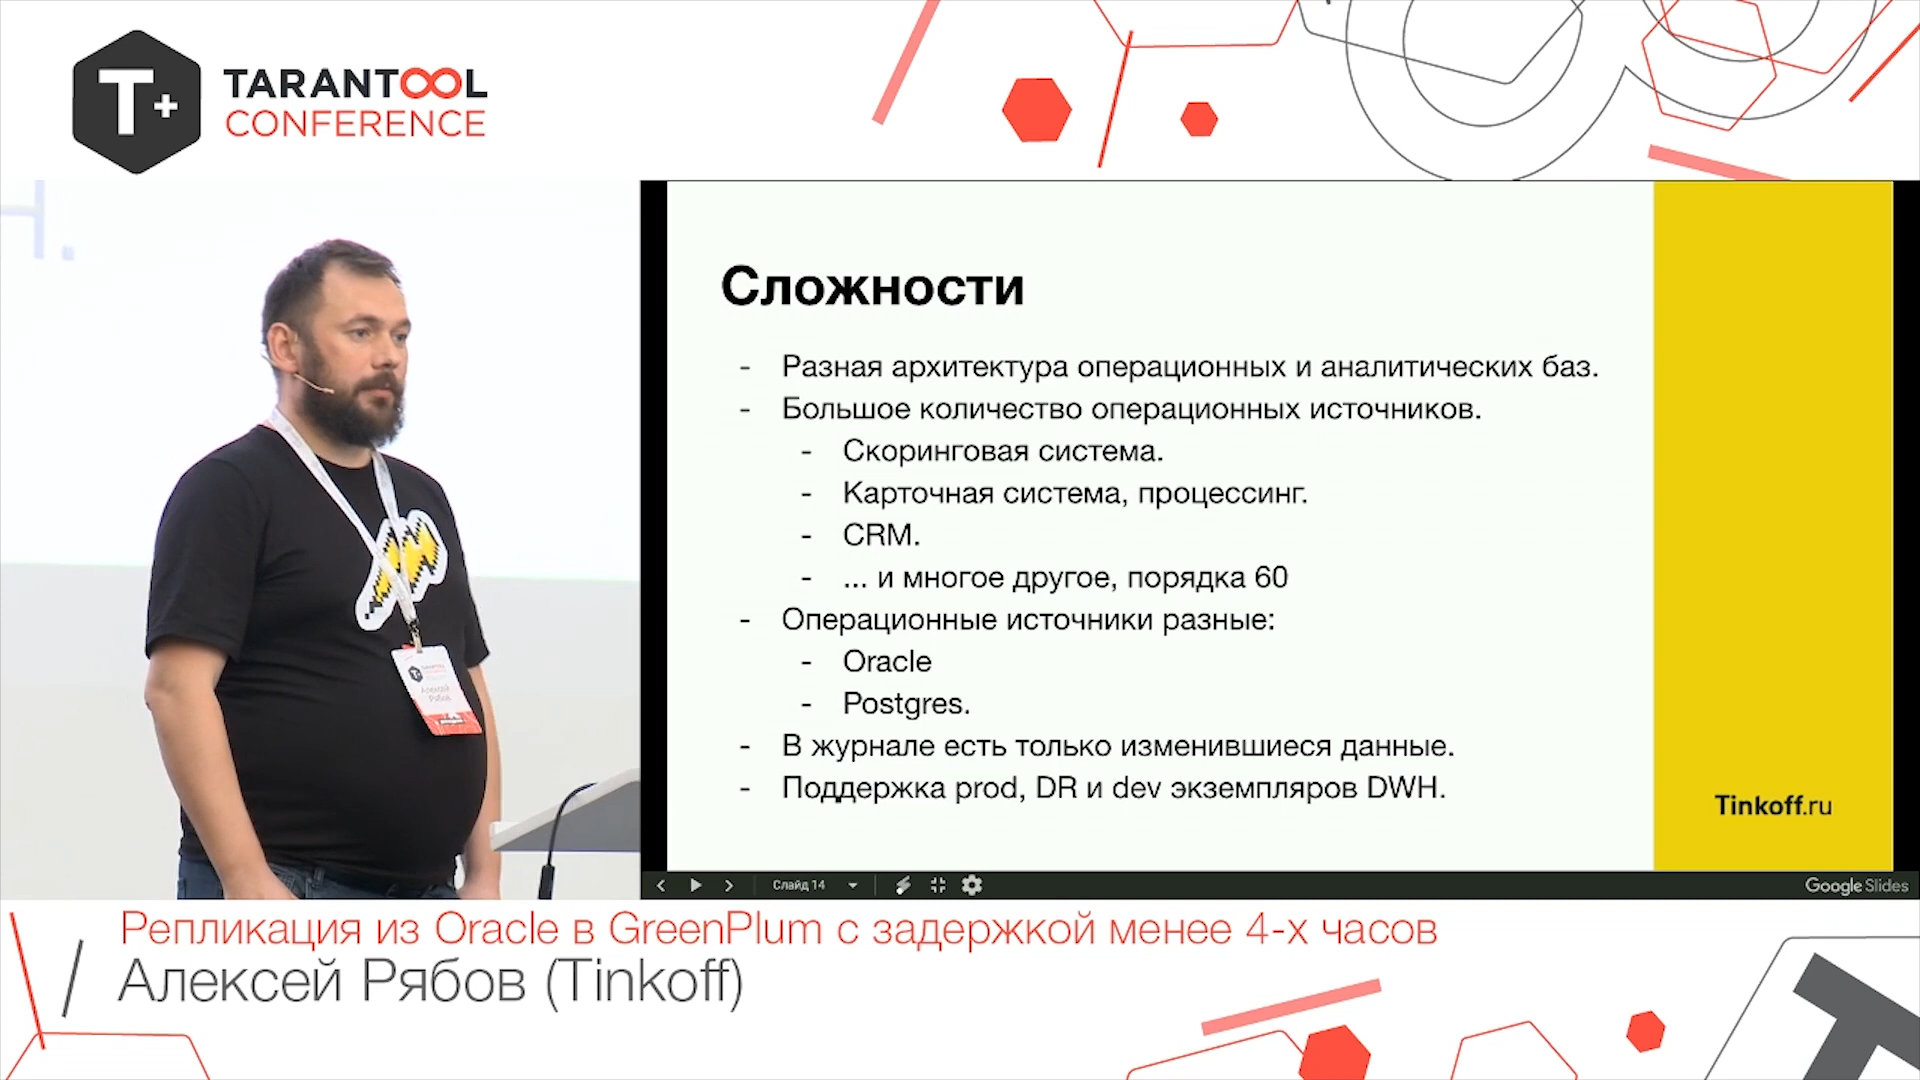 T+
TARANTOOL
CONFERENCE
Сложности
- Разная архитектура операционных и аналитических баз.
- Большое количество операционных источников.
- Скоринговая система.
- Карточная система, процессинг.
- CRM.
- ... и многое другое, порядка 60
- Операционные источники разные:
- Oracle
- Postgres.
- В журнале есть только изменившиеся данные.
- Поддержка prod, DR и dev экземпляров DWH.
Tinkoff.ru
Слайд 14
Google Slides
T+
Алексей
Рябов
Репликация из Oracle в GreenPlum с задержкой менее 4-х часов
Алексей Рябов (Tinkoff)